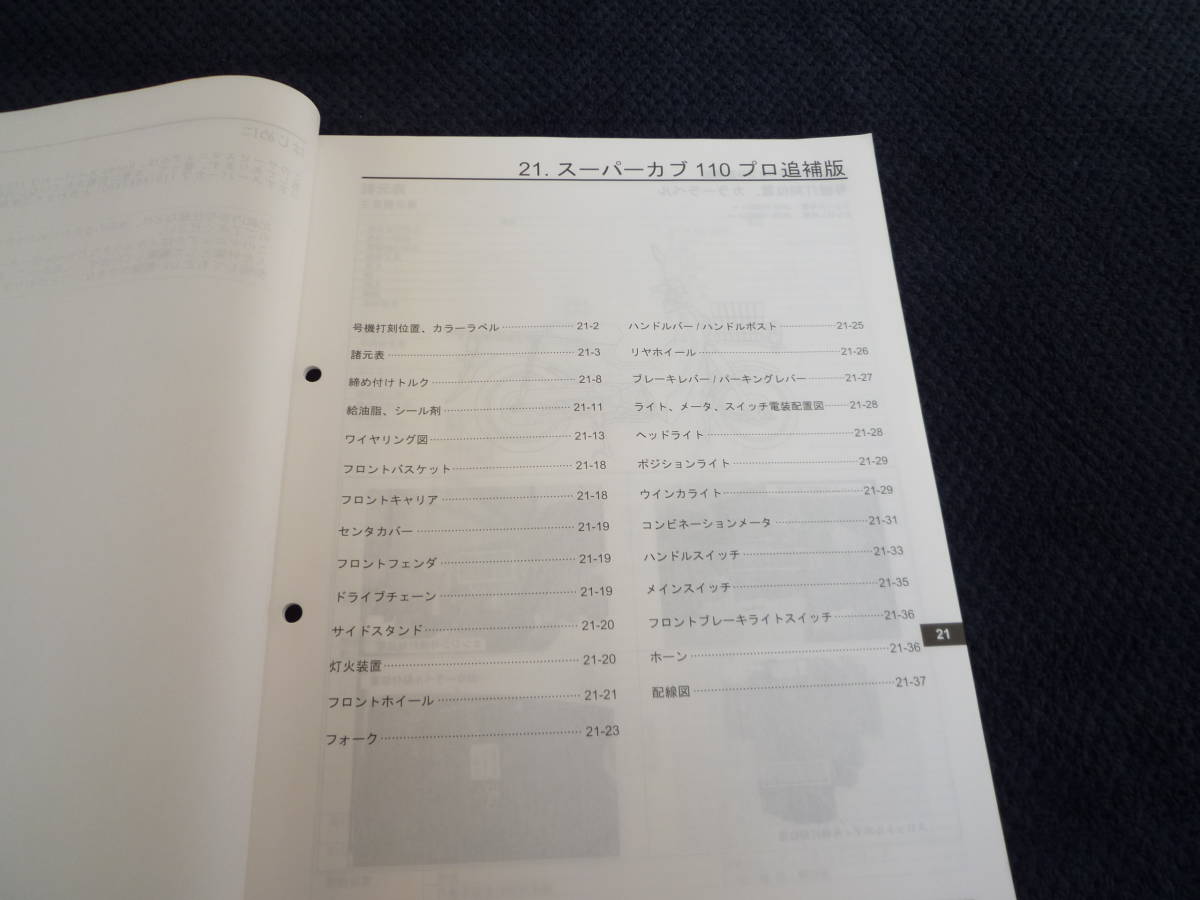 21. スーパーカブ 110 プロ追補版
号機打刻位置、カラーラベル 21-2
諸元表 21-3
締め付けトルク 21-8
給油脂、シール剤 21-11
ワイヤリング図 21-13
フロントバスケット 21-18
フロントキャリア 21-18
センタカバー 21-19
フロントフェンダ 21-19
ドライブチェーン 21-19
サイドスタンド 21-20
灯火装置 21-20
フロントホイール 21-21
フォーク 21-23
ハンドルバー / ハンドルポスト 21-25
リヤホイール 21-26
ブレーキレバー / パーキングレバー 21-27
ライト、メータ、スイッチ電装配置図 21-28
ヘッドライト 21-28
ポジションライト 21-29
ウインカライト 21-29
コンビネーションメータ 21-31
ハンドルスイッチ 21-33
メインスイッチ 21-35
フロントブレーキライトスイッチ 21-36
ホーン 21-36
配線図 21-37
21
はじめに